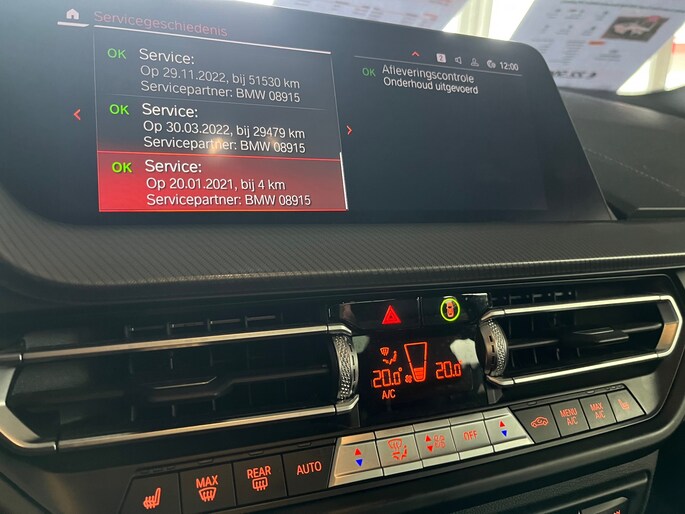 Servicegeschiedenis
OK Service:
Op 29.11.2022, bij 51530 km
Servicepartner: BMW 08915
OK Service:
Op 30.03.2022, bij 29479 km
Servicepartner: BMW 08915
OK Service:
Op 20.01.2021, bij 4 km
Servicepartner: BMW 08915
2 12:00
OK Afleveringscontrole
Onderhoud uitgevoerd
20.0 20.0
A/C
MAX
REAR
AUTO
OFF
MENU
A/C
MAX
A/C